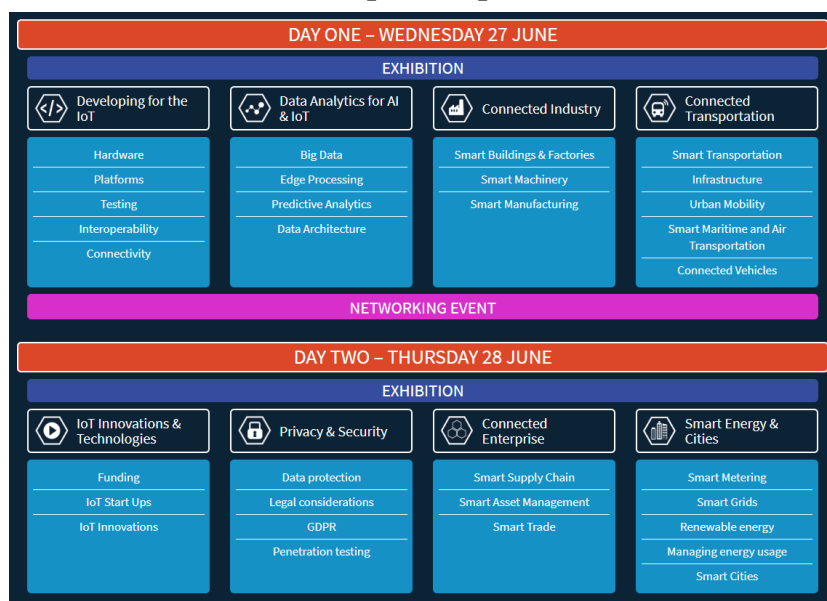 DAY ONE – WEDNESDAY 27 JUNE
EXHIBITION
Developing for the
IoT
Hardware
Platforms
Testing
Interoperability
Connectivity
Data Analytics for AI
& IoT
Big Data
Edge Processing
Predictive Analytics
Data Architecture
Connected Industry
Smart Buildings & Factories
Smart Machinery
Smart Manufacturing
Connected
Transportation
Smart Transportation
Infrastructure
Urban Mobility
Smart Maritime and Air
Transportation
Connected Vehicles
NETWORKING EVENT
DAY TWO – THURSDAY 28 JUNE
EXHIBITION
IoT Innovations &
Technologies
Funding
IoT Start Ups
IoT Innovations
Privacy & Security
Data protection
Legal considerations
GDPR
Penetration testing
Connected
Enterprise
Smart Supply Chain
Smart Asset Management
Smart Trade
Smart Energy &
Cities
Smart Metering
Smart Grids
Renewable energy
Managing energy usage
Smart Cities